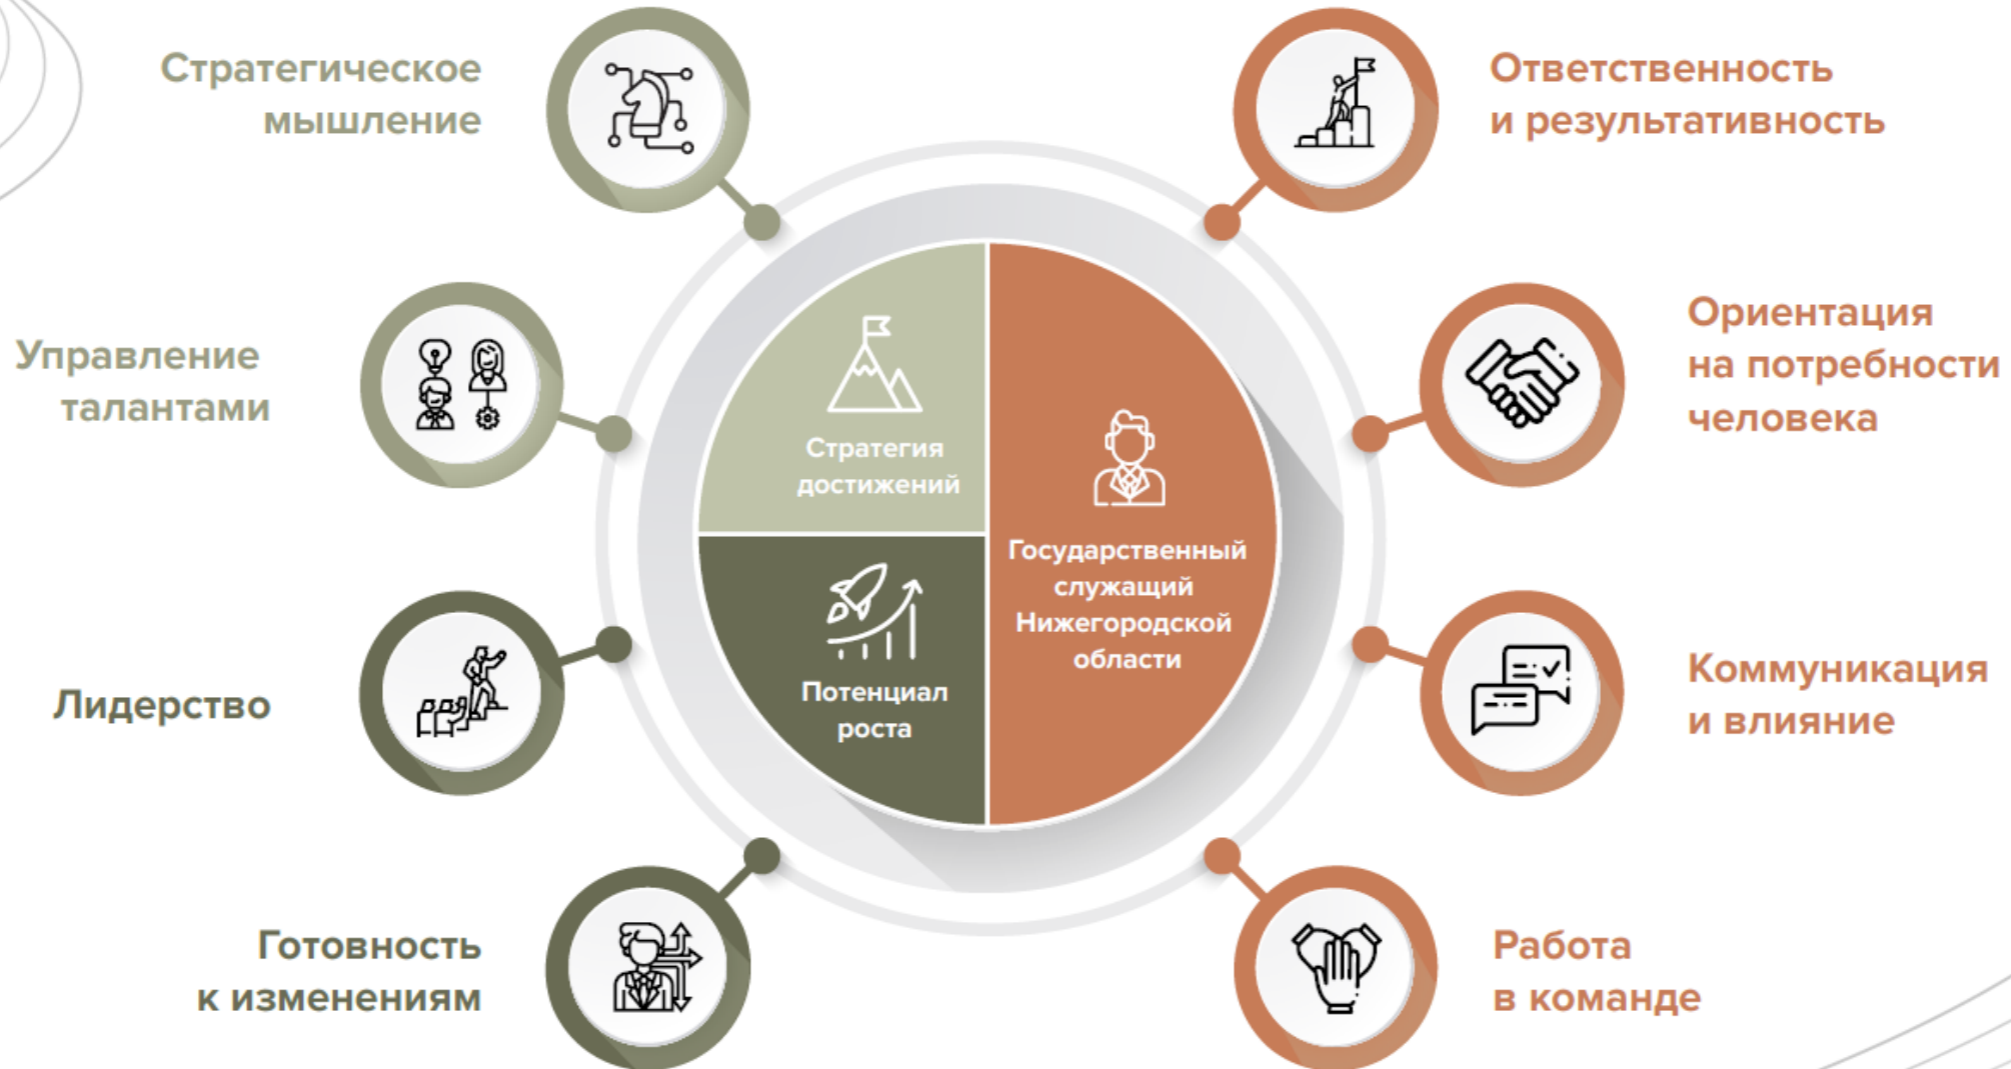 Стратегическое
мышление
Управление
талантами
Лидерство
Готовность
к изменениям
Стратегия
достижений
Потенциал
роста
Государственный
служащий
Нижегородской
области
Ответственность
и результативность
Ориентация
на потребности
человека
Коммуникация
и влияние
Работа
в команде